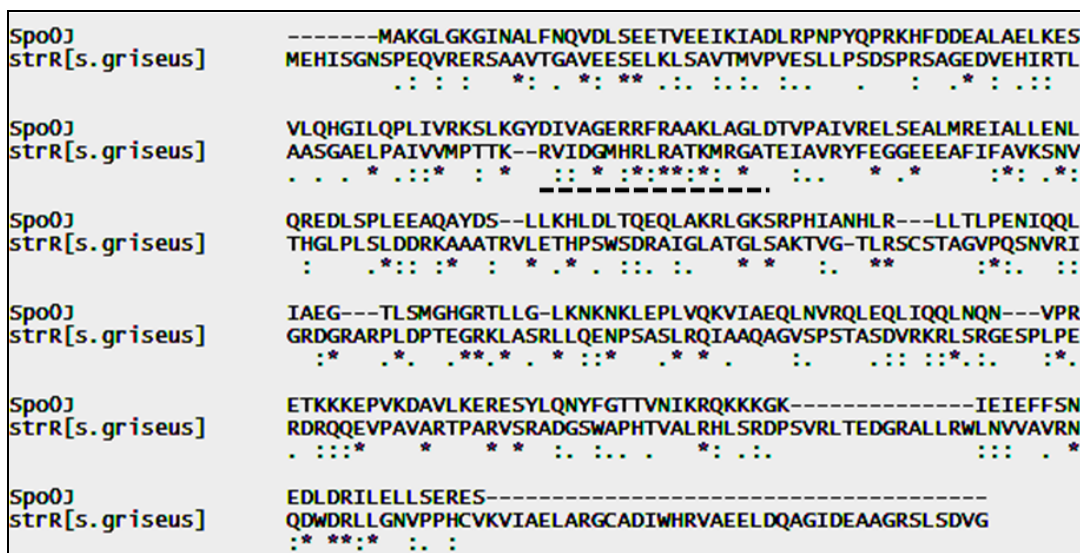 Spo0J -------MAKGLGKGINALFNQVDLSEETVEEIKIADLRPNPYQPRKHFDDEALAELKES
strR[s.griseus] MEHISGNSPEQVRERSAAVTGAVEESELKLSAVTMVPVESLLPSDSPRSAGEDVEHIRTL
.: : : *: . *: ** .:. :.:. :.. . : .* .::
Spo0J VLQHGILQPLIVRKSLKGYDIVAGERRFRAAKLAGLDTVPAIVRELSEALMREIALLENL
strR[s.griseus] AASGAELPAIVVMPTTK--RVIDGMHRLRATKMRGATEIAVRYFEGGEEEAFIFAVKSNV
. . . * .::* : * :: * :*:**:*: * :.. * .* :*: .*:
Spo0J QREDLSPLEEAQAYDS--LLKHLDLTQEQLAKRLGKSRPHIANHLR---LLTLPENIQQL
strR[s.griseus] THGLPLSLDDRKAAATRVLETHPSWSDRAIGLATGLSAKTVG-TLRSCSTAGVPQSNVRI
: .*:: :* : * .* . ::. :. * * :. ** :*:. ::
Spo0J IAEG---TLSMGHGRTLLG-LKNKNKLEPLVQKVIAEQLNVRQLEQLIQQLNQN---VPR
strR[s.griseus] GRDGRARPLDPTEGRKLASRLLQENPSASLRQIAAQAGVSPSTASDVRKRLSRGESPLPE
:* .*. .**.* . * ::* .* * . :. .:: ::*.:. :*.
Spo0J ETKKKEPVKDAVLKERESYLQNYFGTTVNIKRQKKKGK--------------IEIEFFSN
strR[s.griseus] RDRQQEVPAVARTPARVSRADGSWAPHTVALRHLSRDPSVRLTEDGRALLRWLNVVAVRN
. :::* * * * :. :.. . *: .:. ::: . *
Spo0J EDLDRILELLSERES--------------------------------------
strR[s.griseus] QDWDRLLGNVPPHCVKVIAELARGCADIWHRVAEELDQAGIDEAAGRSLSDVG
:* **:* :. :